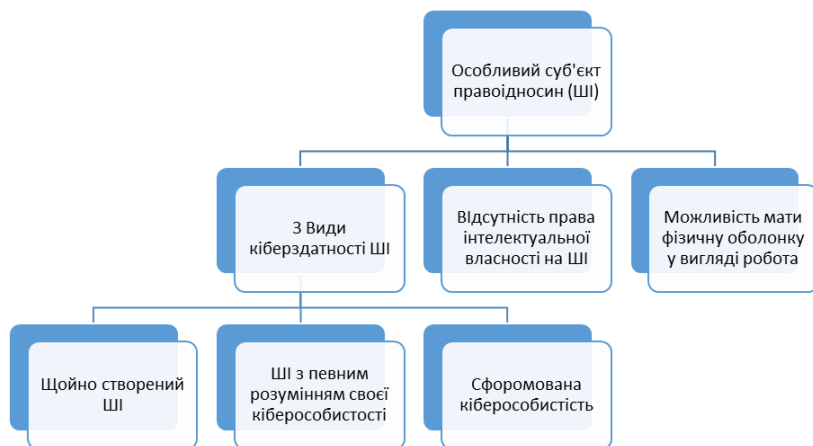 Особливий суб'єкт
правоідносин (ШІ)
3 Види
кіберздатності ШІ
ВІдсутність права
інтелектуальної
власності на ШІ
Можливість мати
фізичну оболонку
у вигляді робота
Щойно створений
ШІ
ШІ з певним
розумінням своєї
кіберособистості
Сфоромована
кіберособистість